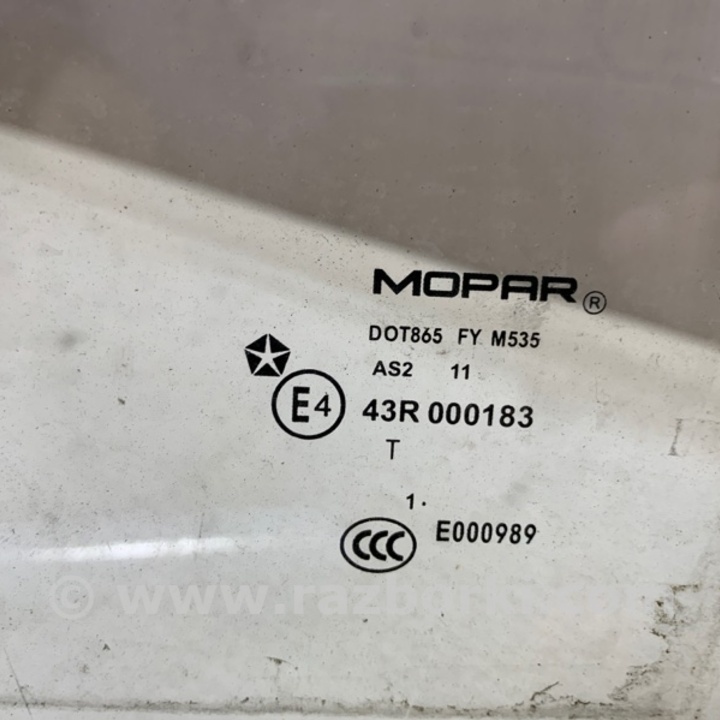 MOPAR®
DOT865 FY M535
AS2 11
E4 43R 000183
T
1.
CCC E000989